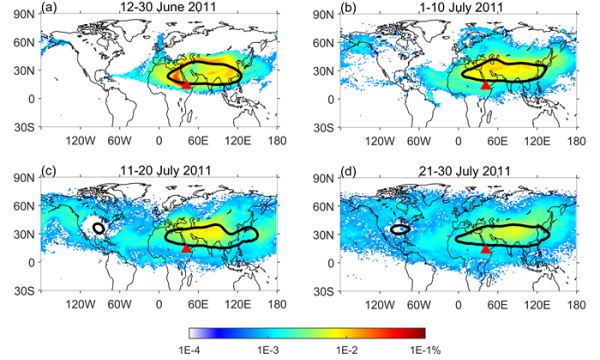 (a) 12-30 June 2011
(b) 1-10 July 2011
90N 90N
60N 60N
30N 30N
0 0
30S 30S
120W 60W 0 60E 120E 180
120W 60W 0 60E 120E 180
(c) 11-20 July 2011
(d) 21-30 July 2011
90N 90N
60N 60N
30N 30N
0 0
30S 30S
120W 60W 0 60E 120E 180
120W 60W 0 60E 120E 180
1E-4 1E-3 1E-2 1E-1%